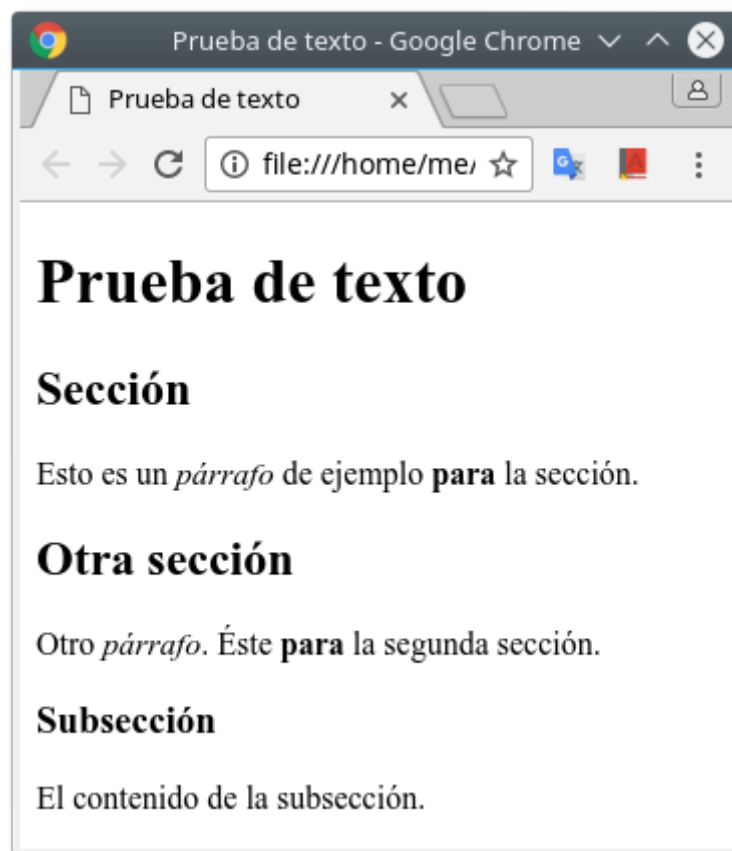 Prueba de texto - Google Chrome
Prueba de texto
file:///home/me/
Prueba de texto
Sección
Esto es un párrafo de ejemplo para la sección.
Otra sección
Otro párrafo. Éste para la segunda sección.
Subsección
El contenido de la subsección.